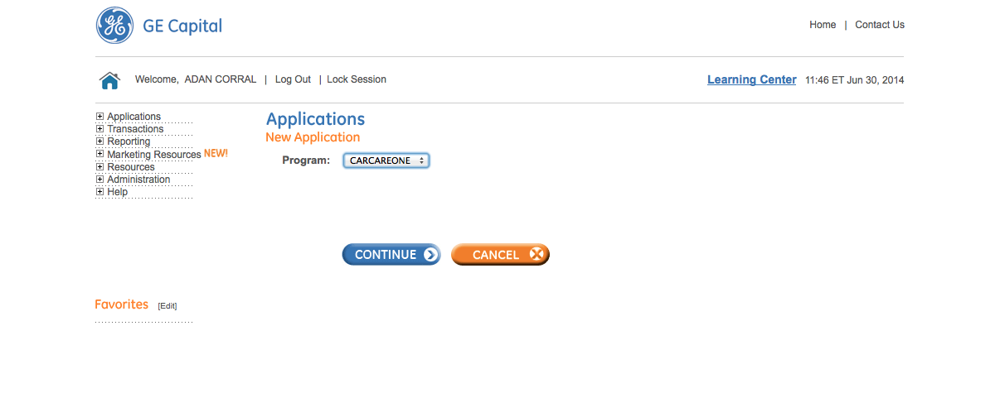 GE GE Capital
Home | Contact Us
Welcome, ADAN CORRAL | Log Out | Lock Session
Learning Center 11:46 ET Jun 30, 2014
Applications
Transactions
Reporting
Marketing Resources NEW!
Resources
Administration
Help
Applications
New Application
Program: CARCAREONE
CONTINUE
CANCEL
Favorites [Edit]